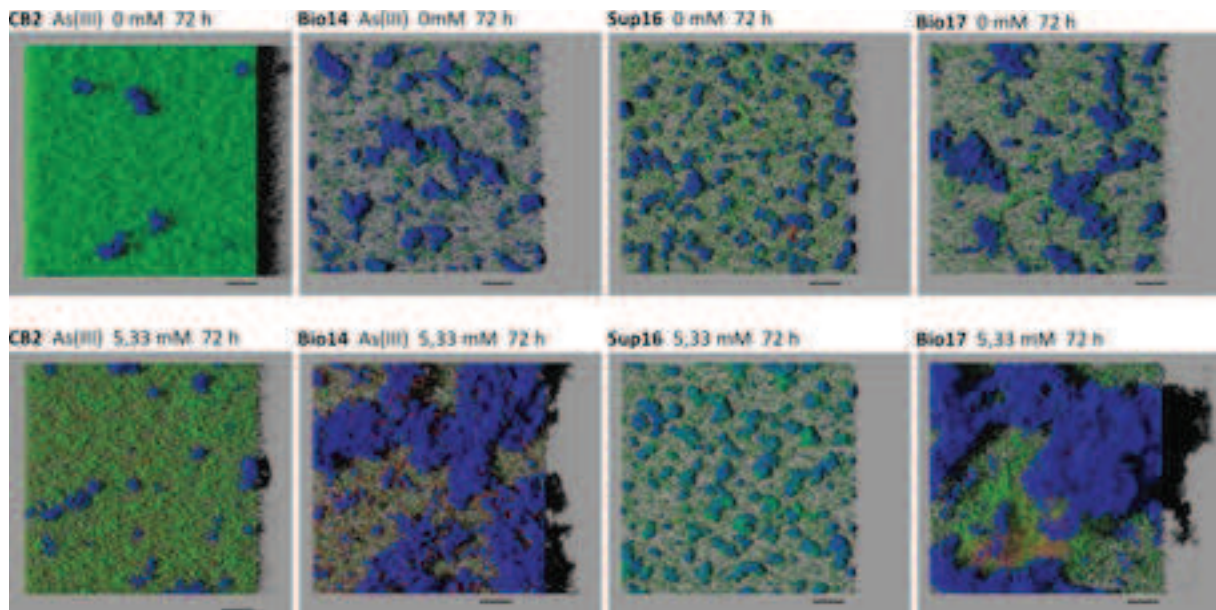 CB2 As(III) 0 mM 72 h
Bio14 As(III) 0mM 72 h
Sup16 0 mM 72 h
Bio17 0 mM 72 h
CB2 As(III) 5,33 mM 72 h
Bio14 As(III) 5,33 mM 72 h
Sup16 5,33 mM 72 h
Bio17 5,33 mM 72 h